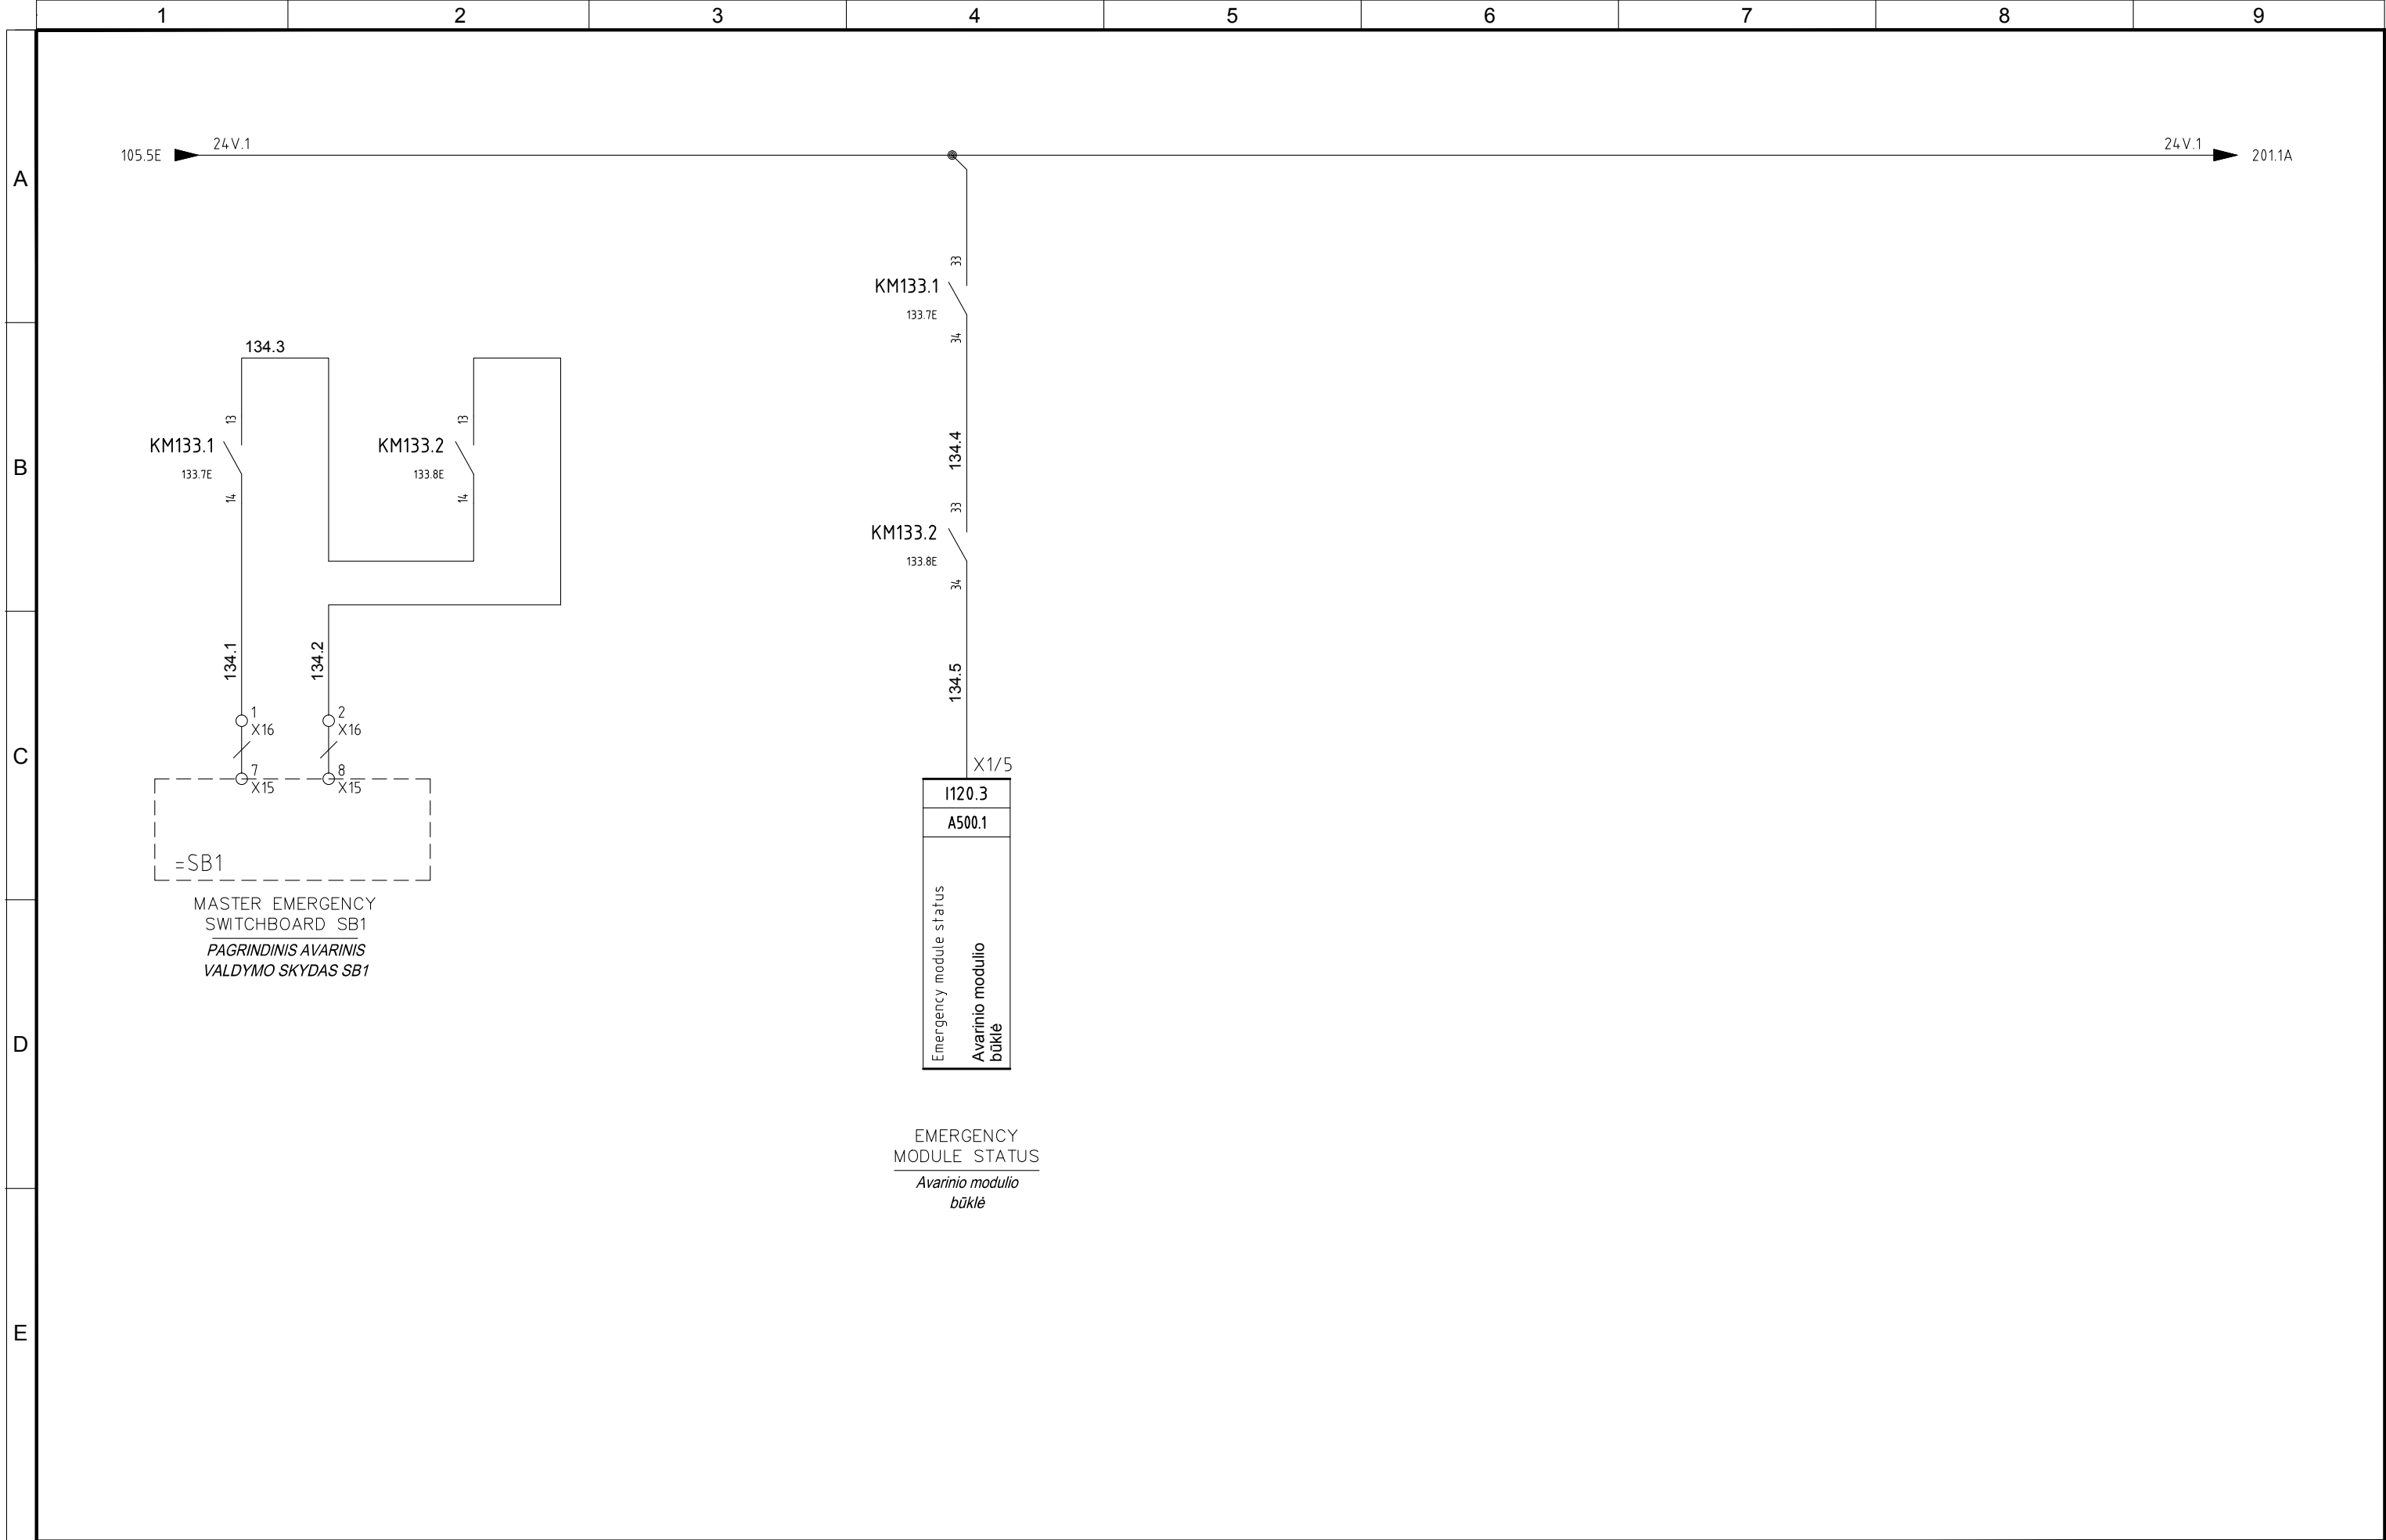 1 2 3 4 5 6 7 8 9
A
B
C
D
E
105.5E 24V.1
24V.1 201.1A
33
KM133.1
133.7E
34
134.3
13
KM133.1
133.7E
14
13
KM133.2
133.8E
14
134.4
33
KM133.2
133.8E
34
134.1
134.2
134.5
1
X16
2
X16
7
X15
8
X15
=SB1
MASTER EMERGENCY
SWITCHBOARD SB1
PAGRINDINIS AVARINIS
VALDYMO SKYDAS SB1
X1/5
I120.3
A500.1
Emergency module status
Avarinio modulio
būklė
EMERGENCY
MODULE STATUS
Avarinio modulio
būklė